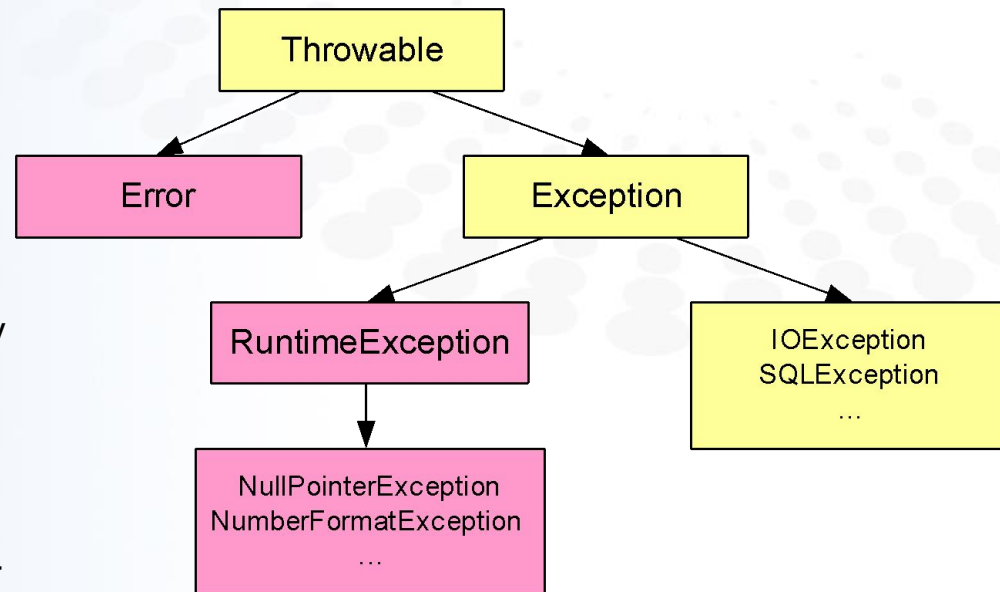 Throwable
Error
Exception
RuntimeException
IOException
SQLException
...
NullPointerException
NumberFormatException
...